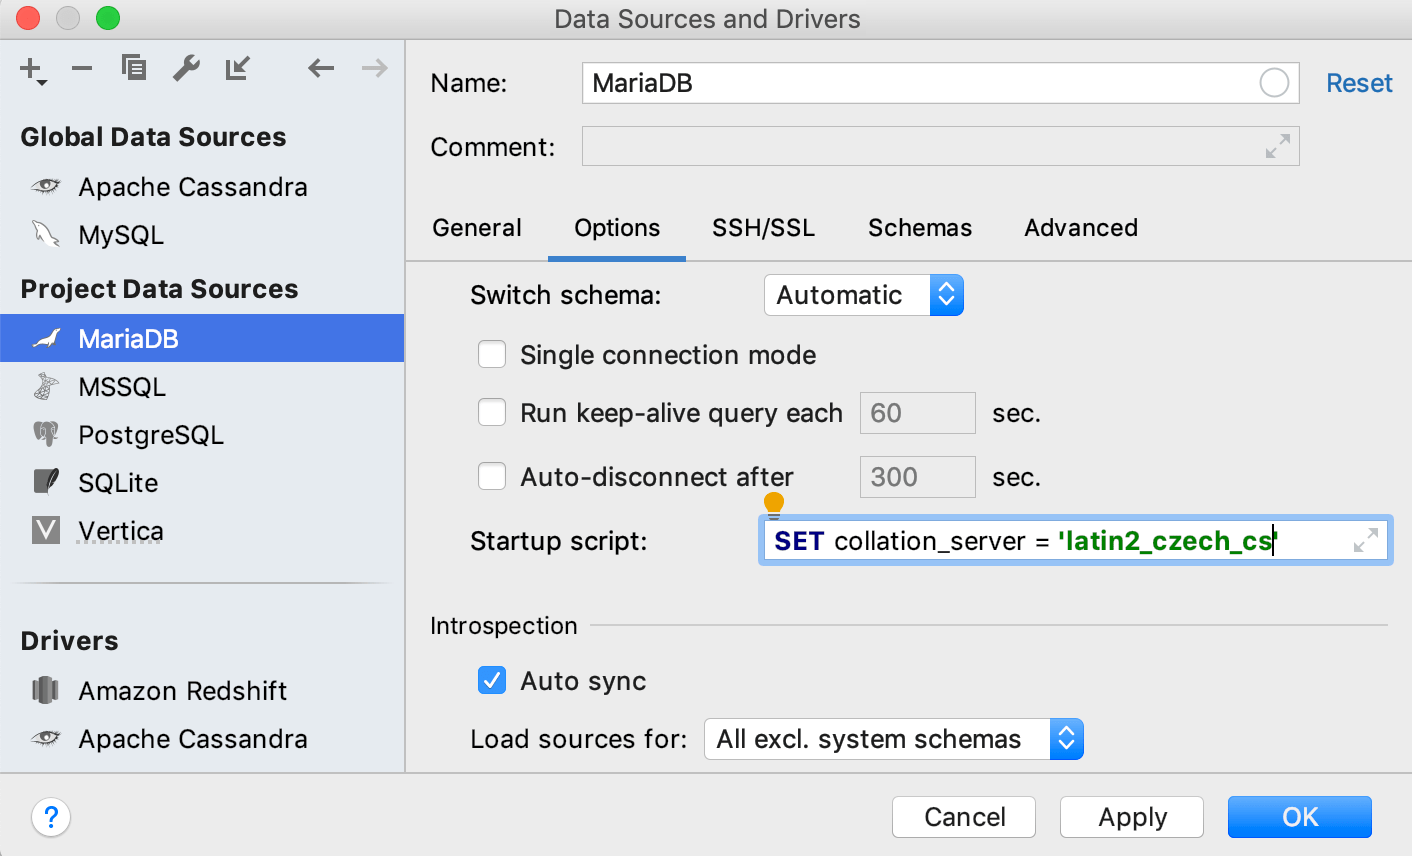 Data Sources and Drivers
Global Data Sources
Apache Cassandra
MySQL
Project Data Sources
MariaDB
MSSQL
PostgreSQL
SQLite
Vertica
Drivers
Amazon Redshift
Apache Cassandra
Name: MariaDB Reset
Comment:
General Options SSH/SSL Schemas Advanced
Switch schema: Automatic
Single connection mode
Run keep-alive query each 60 sec.
Auto-disconnect after 300 sec.
Startup script: SET collation_server = 'latin2_czech_cs'
Introspection
Auto sync
Load sources for: All excl. system schemas
? Cancel Apply OK